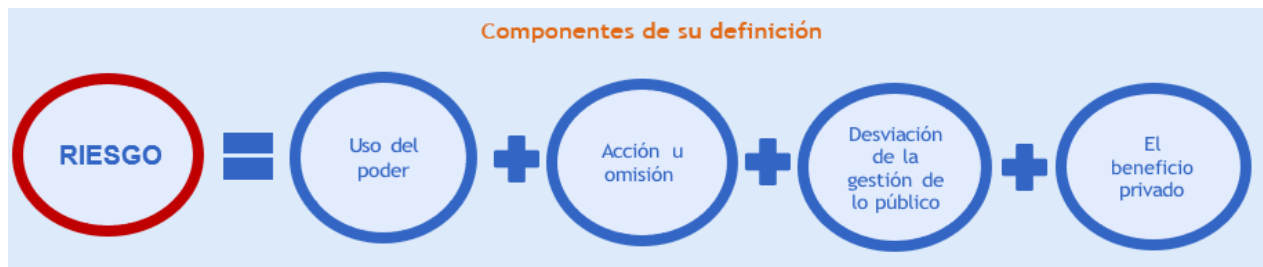 Componentes de su definición
RIESGO
Uso del
poder
Acción u
omisión
Desviación
de la
gestión de
lo público
El
beneficio
privado